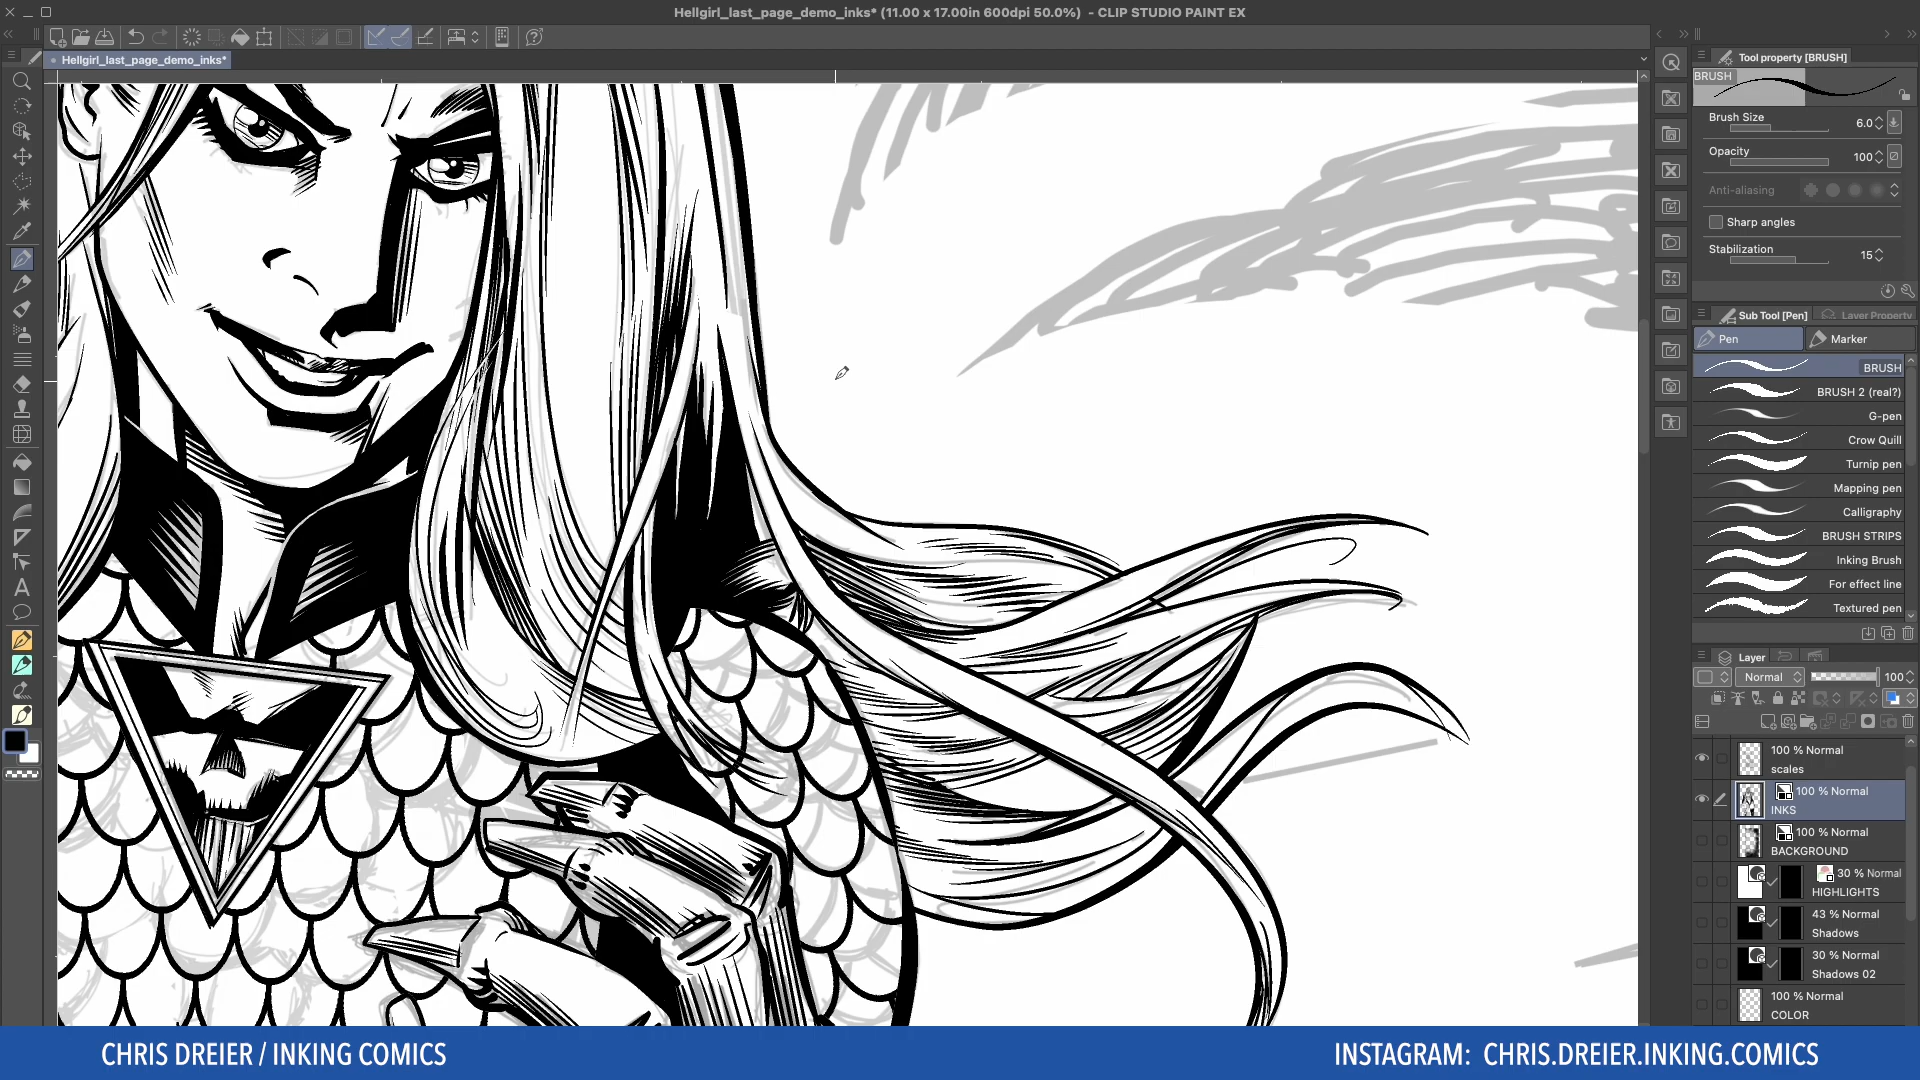 Hellgirl_last_page_demo_inks* (11.00 x 17.00in 600dpi 50.0%) - CLIP STUDIO PAINT EX
Hellgirl_last_page_demo_inks*
Tool property [BRUSH]
BRUSH
Brush Size 6.0
Opacity 100
Anti-aliasing
Sharp angles
Stabilization 15
Sub Tool [Pen] Layer Property
Pen Marker
BRUSH
BRUSH 2 (real?)
G-pen
Crow Quill
Turnip pen
Mapping pen
Calligraphy
BRUSH STRIPS
Inking Brush
For effect line
Textured pen
Layer
Normal 100
100 % Normal
scales
100 % Normal
INKS
100 % Normal
BACKGROUND
30 % Normal
HIGHLIGHTS
43 % Normal
Shadows
30 % Normal
Shadows 02
100 % Normal
COLOR
CHRIS DREIER / INKING COMICS
INSTAGRAM: CHRIS.DREIER.INKING.COMICS